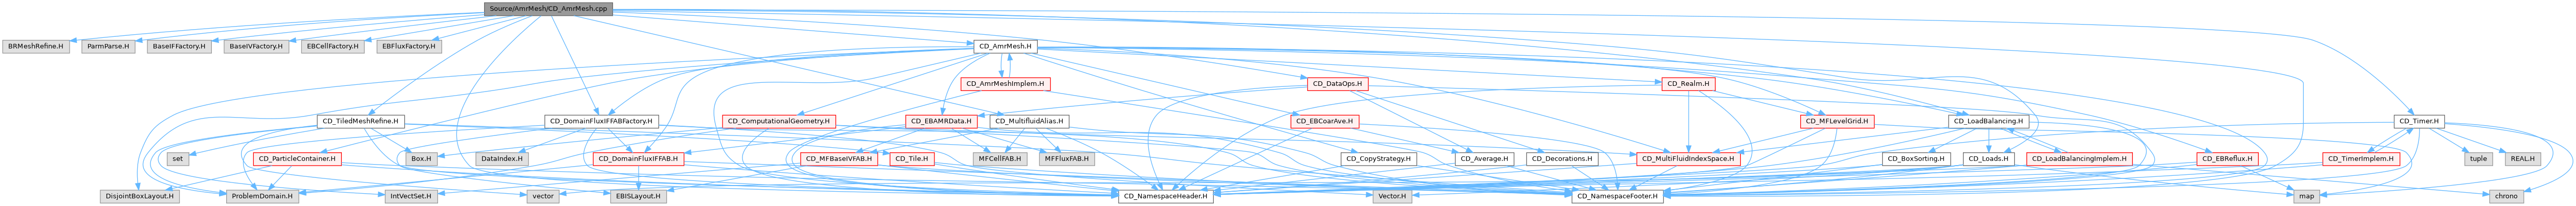 Source/AmrMesh/CD_AmrMesh.cpp
BRMeshRefine.H
ParmParse.H
BaseIFFactory.H
BaseIVFactory.H
EBCellFactory.H
EBFluxFactory.H
CD_AmrMesh.H
CD_AmrMeshImplem.H
CD_DataOps.H
CD_Realm.H
CD_TiledMeshRefine.H
CD_DomainFluxIFFABFactory.H
CD_ComputationalGeometry.H
CD_EBAMRData.H
CD_MultifluidAlias.H
CD_EBCoarAve.H
CD_MFLevelGrid.H
CD_LoadBalancing.H
CD_Timer.H
set
CD_ParticleContainer.H
Box.H
DataIndex.H
CD_DomainFluxIFFAB.H
CD_MFBaseIVFAB.H
CD_Tile.H
MFCellFAB.H
MFFluxFAB.H
CD_CopyStrategy.H
CD_Average.H
CD_Decorations.H
CD_MultiFluidIndexSpace.H
CD_BoxSorting.H
CD_Loads.H
CD_LoadBalancingImplem.H
CD_EBReflux.H
CD_TimerImplem.H
tuple
REAL.H
DisjointBoxLayout.H
ProblemDomain.H
IntVectSet.H
vector
EBISLayout.H
CD_NamespaceHeader.H
Vector.H
CD_NamespaceFooter.H
map
chrono